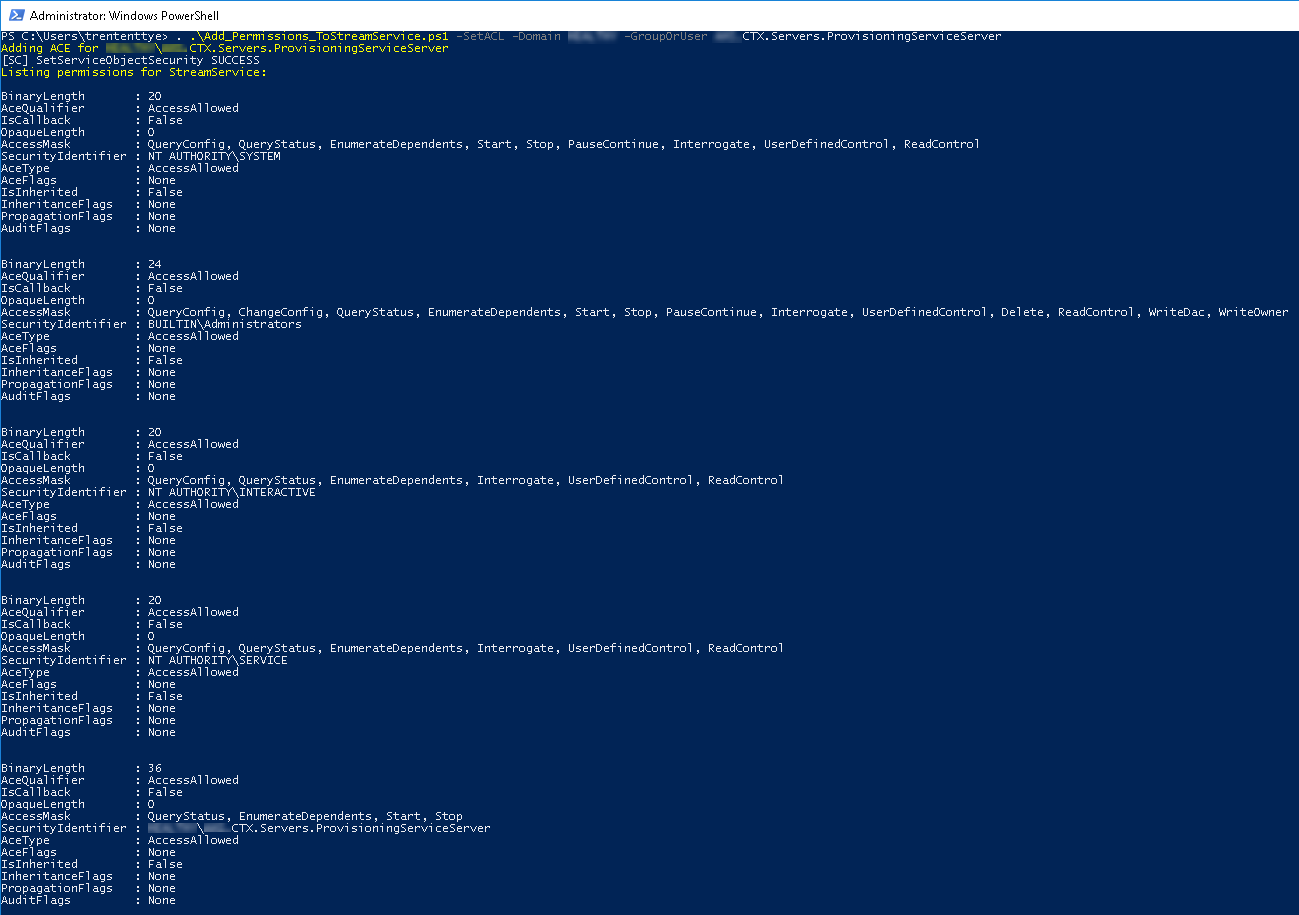 Administrator: Windows PowerShell
PS C:\Users\trententtye> . .\Add_Permissions_ToStreamService.ps1 -SetACL -Domain -GroupOrUser .CTX.Servers.ProvisioningServiceServer
Adding ACE for \ .CTX.Servers.ProvisioningServiceServer
[SC] SetServiceObjectSecurity SUCCESS
Listing permissions for StreamService:
BinaryLength : 20
AceQualifier : AccessAllowed
IsCallback : False
OpaqueLength : 0
AccessMask : QueryConfig, QueryStatus, EnumerateDependents, Start, Stop, PauseContinue, Interrogate, UserDefinedControl, ReadControl
SecurityIdentifier : NT AUTHORITY\SYSTEM
AceType : AccessAllowed
AceFlags : None
IsInherited : False
InheritanceFlags : None
PropagationFlags : None
AuditFlags : None
BinaryLength : 24
AceQualifier : AccessAllowed
IsCallback : False
OpaqueLength : 0
AccessMask : QueryConfig, ChangeConfig, QueryStatus, EnumerateDependents, Start, Stop, PauseContinue, Interrogate, UserDefinedControl, Delete, ReadControl, WriteDac, WriteOwner
SecurityIdentifier : BUILTIN\Administrators
AceType : AccessAllowed
AceFlags : None
IsInherited : False
InheritanceFlags : None
PropagationFlags : None
AuditFlags : None
BinaryLength : 20
AceQualifier : AccessAllowed
IsCallback : False
OpaqueLength : 0
AccessMask : QueryConfig, QueryStatus, EnumerateDependents, Interrogate, UserDefinedControl, ReadControl
SecurityIdentifier : NT AUTHORITY\INTERACTIVE
AceType : AccessAllowed
AceFlags : None
IsInherited : False
InheritanceFlags : None
PropagationFlags : None
AuditFlags : None
BinaryLength : 20
AceQualifier : AccessAllowed
IsCallback : False
OpaqueLength : 0
AccessMask : QueryConfig, QueryStatus, EnumerateDependents, Interrogate, UserDefinedControl, ReadControl
SecurityIdentifier : NT AUTHORITY\SERVICE
AceType : AccessAllowed
AceFlags : None
IsInherited : False
InheritanceFlags : None
PropagationFlags : None
AuditFlags : None
BinaryLength : 36
AceQualifier : AccessAllowed
IsCallback : False
OpaqueLength : 0
AccessMask : QueryStatus, EnumerateDependents, Start, Stop
SecurityIdentifier : \ .CTX.Servers.ProvisioningServiceServer
AceType : AccessAllowed
AceFlags : None
IsInherited : False
InheritanceFlags : None
PropagationFlags : None
AuditFlags : None